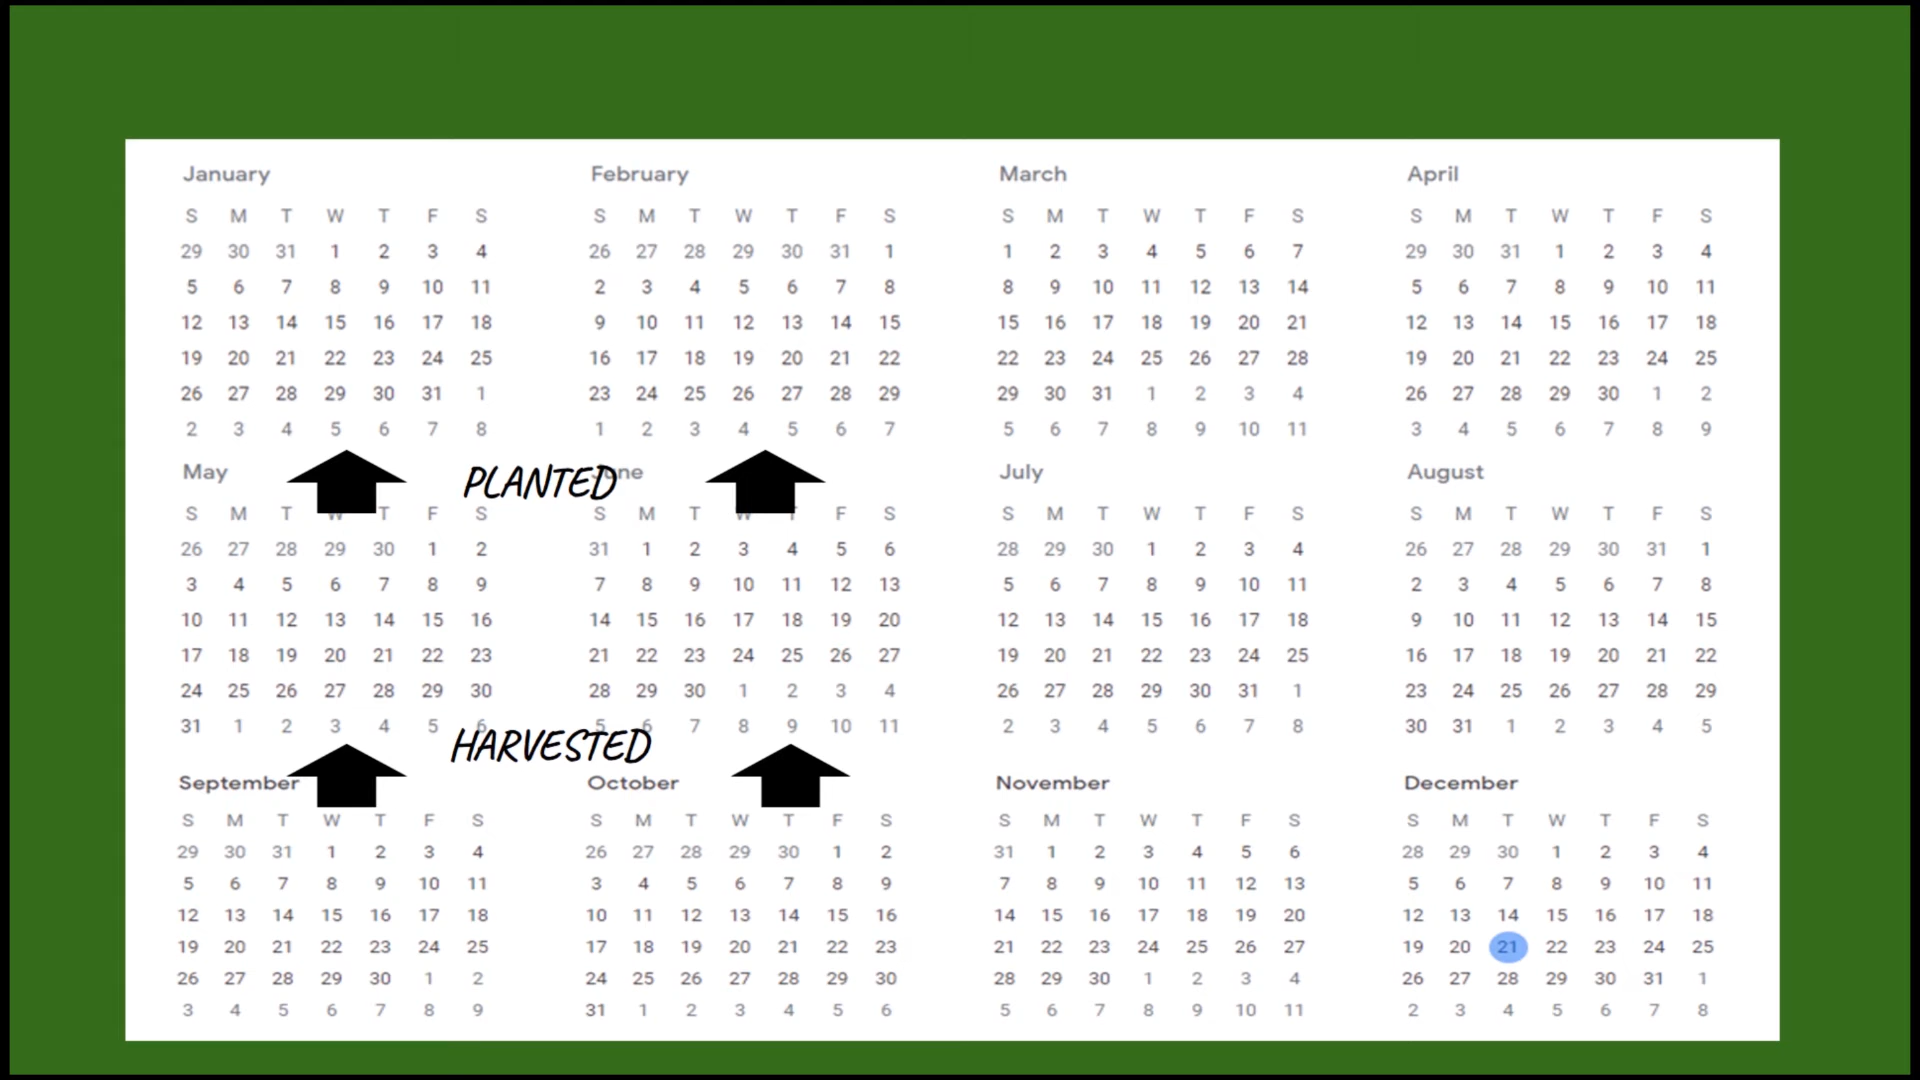 January
S M T W T F S
29 30 31 1 2 3 4
5 6 7 8 9 10 11
12 13 14 15 16 17 18
19 20 21 22 23 24 25
26 27 28 29 30 31 1
2 3 4 5 6 7 8
February
S M T W T F S
26 27 28 29 30 31 1
2 3 4 5 6 7 8
9 10 11 12 13 14 15
16 17 18 19 20 21 22
23 24 25 26 27 28 29
1 2 3 4 5 6 7
March
S M T W T F S
1 2 3 4 5 6 7
8 9 10 11 12 13 14
15 16 17 18 19 20 21
22 23 24 25 26 27 28
29 30 31 1 2 3 4
5 6 7 8 9 10 11
April
S M T W T F S
29 30 31 1 2 3 4
5 6 7 8 9 10 11
12 13 14 15 16 17 18
19 20 21 22 23 24 25
26 27 28 29 30 1 2
3 4 5 6 7 8 9
PLANTED
May
S M T W T F S
26 27 28 29 30 1 2
3 4 5 6 7 8 9
10 11 12 13 14 15 16
17 18 19 20 21 22 23
24 25 26 27 28 29 30
31 1 2 3 4 5 6
June
S M T W T F S
31 1 2 3 4 5 6
7 8 9 10 11 12 13
14 15 16 17 18 19 20
21 22 23 24 25 26 27
28 29 30 1 2 3 4
5 6 7 8 9 10 11
July
S M T W T F S
28 29 30 1 2 3 4
5 6 7 8 9 10 11
12 13 14 15 16 17 18
19 20 21 22 23 24 25
26 27 28 29 30 31 1
2 3 4 5 6 7 8
August
S M T W T F S
26 27 28 29 30 31 1
2 3 4 5 6 7 8
9 10 11 12 13 14 15
16 17 18 19 20 21 22
23 24 25 26 27 28 29
30 31 1 2 3 4 5
HARVESTED
September
S M T W T F S
29 30 31 1 2 3 4
5 6 7 8 9 10 11
12 13 14 15 16 17 18
19 20 21 22 23 24 25
26 27 28 29 30 1 2
3 4 5 6 7 8 9
October
S M T W T F S
26 27 28 29 30 1 2
3 4 5 6 7 8 9
10 11 12 13 14 15 16
17 18 19 20 21 22 23
24 25 26 27 28 29 30
31 1 2 3 4 5 6
November
S M T W T F S
31 1 2 3 4 5 6
7 8 9 10 11 12 13
14 15 16 17 18 19 20
21 22 23 24 25 26 27
28 29 30 1 2 3 4
5 6 7 8 9 10 11
December
S M T W T F S
28 29 30 1 2 3 4
5 6 7 8 9 10 11
12 13 14 15 16 17 18
19 20 21 22 23 24 25
26 27 28 29 30 31 1
2 3 4 5 6 7 8